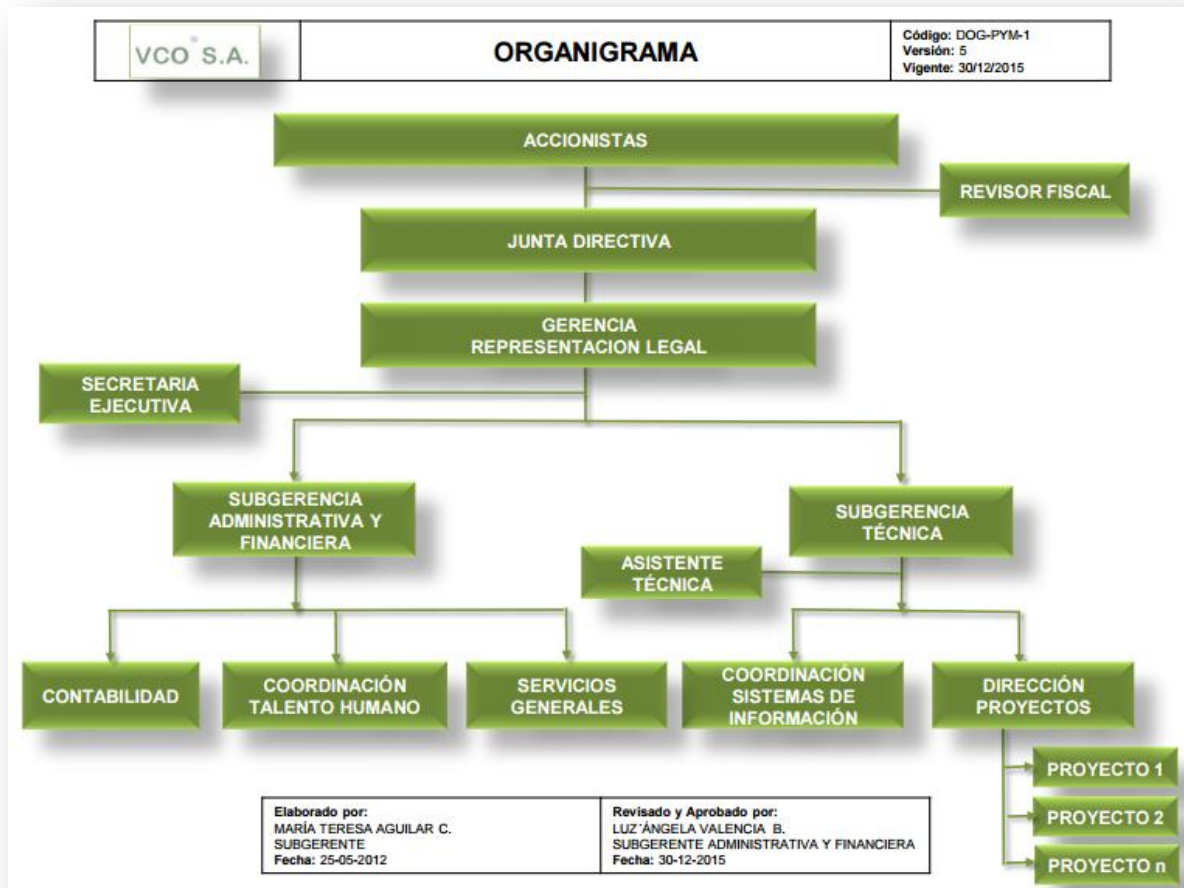 VCO S.A.
ORGANIGRAMA
Código: DOG-PYM-1
Versión: 5
Vigente: 30/12/2015
ACCIONISTAS
REVISOR FISCAL
JUNTA DIRECTIVA
GERENCIA
REPRESENTACION LEGAL
SECRETARIA
EJECUTIVA
SUBGERENCIA
ADMINISTRATIVA Y
FINANCIERA
SUBGERENCIA
TÉCNICA
ASISTENTE
TÉCNICA
CONTABILIDAD
COORDINACIÓN
TALENTO HUMANO
SERVICIOS
GENERALES
COORDINACIÓN
SISTEMAS DE
INFORMACIÓN
DIRECCIÓN
PROYECTOS
PROYECTO 1
PROYECTO 2
PROYECTO n
Elaborado por:
MARÍA TERESA AGUILAR C.
SUBGERENTE
Fecha: 25-05-2012
Revisado y Aprobado por:
LUZ´ÁNGELA VALENCIA B.
SUBGERENTE ADMINISTRATIVA Y FINANCIERA
Fecha: 30-12-2015